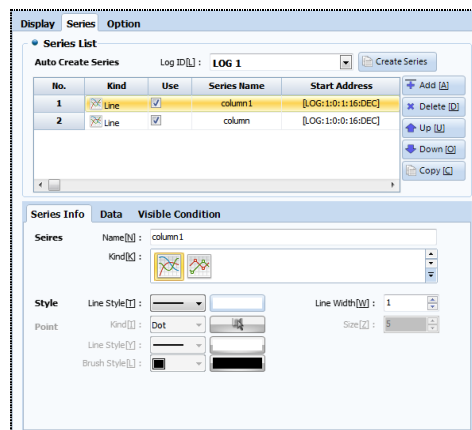 Display Series Option
Series List
Auto Create Series Log ID[L] : LOG 1 Create Series
No. Kind Use Series Name Start Address
1 Line column1 [LOG:1:0:1:16:DEC]
2 Line column [LOG:1:0:0:16:DEC]
Add [A]
Delete [D]
Up [U]
Down [O]
Copy [C]
Series Info Data Visible Condition
Seires Name[N] : column1
Kind[K] :
Style Line Style[T] : Line Width[W] : 1
Point Kind[I] : Dot Size[Z] : 5
Line Style[Y] :
Brush Style[L] :